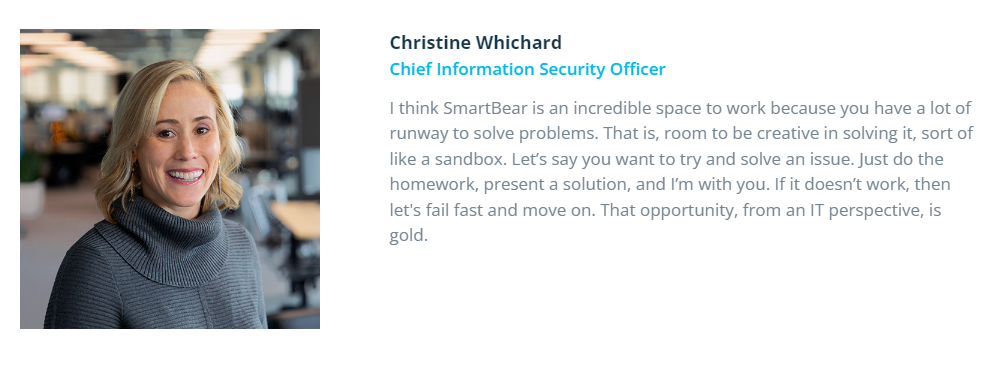 Christine Whichard
Chief Information Security Officer
I think SmartBear is an incredible space to work because you have a lot of
runway to solve problems. That is, room to be creative in solving it, sort of
like a sandbox. Let’s say you want to try and solve an issue. Just do the
homework, present a solution, and I’m with you. If it doesn’t work, then
let's fail fast and move on. That opportunity, from an IT perspective, is
gold.